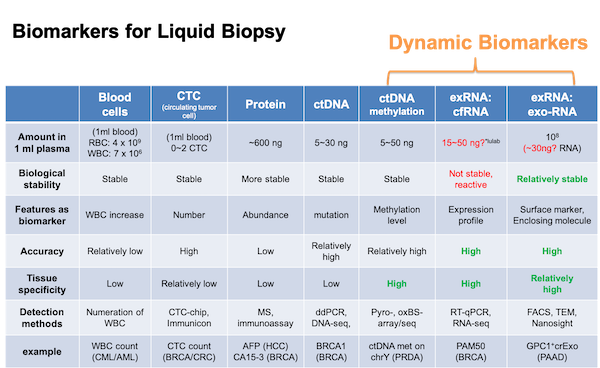 Biomarkers for Liquid Biopsy
Dynamic Biomarkers
Blood cells | CTC (circulating tumor cell) | Protein | ctDNA | ctDNA methylation | exRNA: cfRNA | exRNA: exo-RNA
Amount in 1 ml plasma | (1ml blood) RBC: 4 x 10⁹ WBC: 7 x 10⁶ | (1ml blood) 0~2 CTC | ~600 ng | 5~30 ng | 5~50 ng | 15~50 ng?*lulab | 10⁸ (~30ng? RNA)
Biological stability | Stable | Stable | More stable | Stable | Stable | Not stable, reactive | Relatively stable
Features as biomarker | WBC increase | Number | Abundance | mutation | Methylation level | Expression profile | Surface marker, Enclosing molecule
Accuracy | Relatively low | High | Low | Relatively high | Relatively high | High | High
Tissue specificity | Low | Relatively low | Low | Low | High | High | Relatively high
Detection methods | Numeration of WBC | CTC-chip, Immunicon | MS, immunoassay | ddPCR, DNA-seq, | Pyro-, oxBS-array/seq | RT-qPCR, RNA-seq | FACS, TEM, Nanosight
example | WBC count (CML/AML) | CTC count (BRCA/CRC) | AFP (HCC) CA15-3 (BRCA) | BRCA1 (BRCA) | ctDNA met on chrY (PRDA) | PAM50 (BRCA) | GPC1⁺crExo (PAAD)